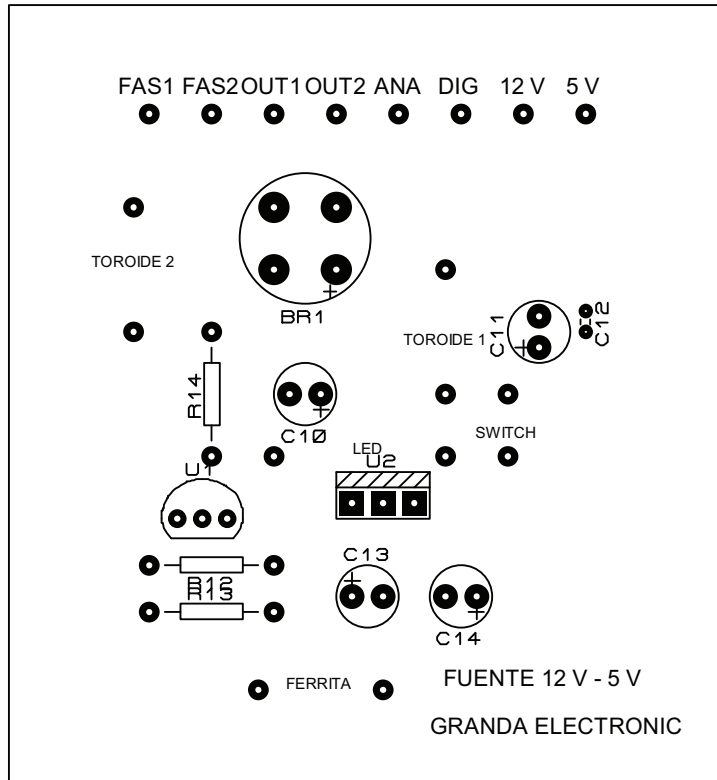 FAS1 FAS2 OUT1 OUT2 ANA DIG 12 V 5 V
TOROIDE 2
BR1
TOROIDE 1
C11
C12
R14
C10
SWITCH
LED
U2
U1
C13
R12
R13
C14
FERRITA
FUENTE 12 V - 5 V
GRANDA ELECTRONIC